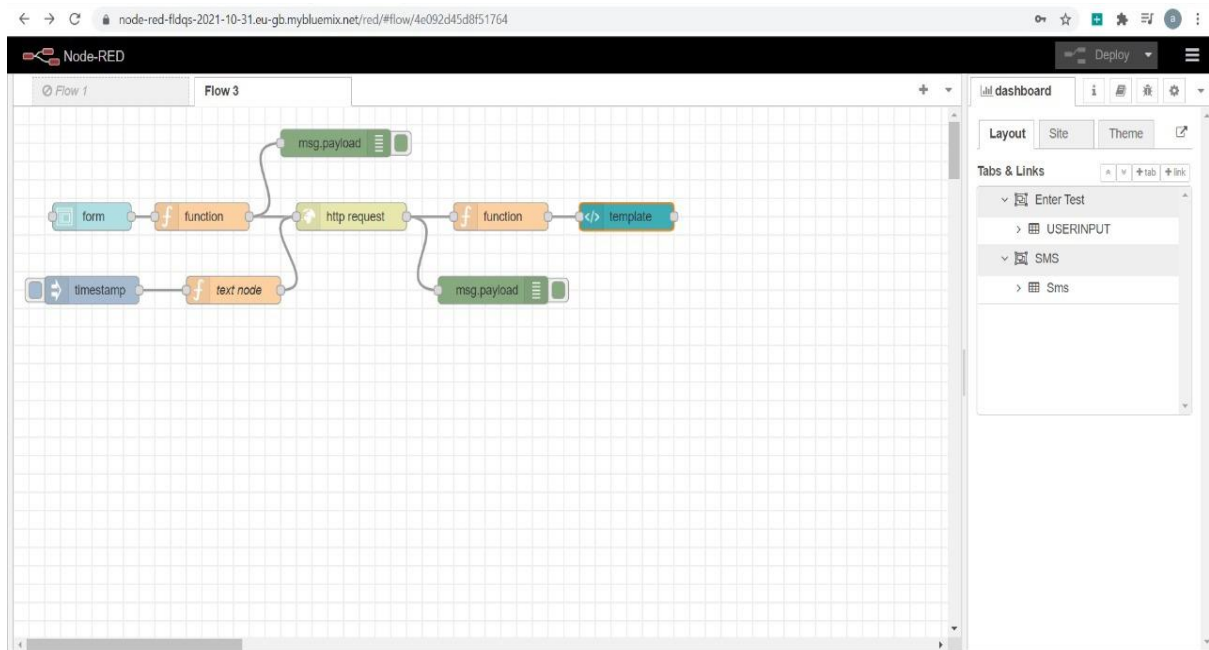 node-red-fldqs-2021-10-31.eu-gb.mybluemix.net/red/#flow/4e092d45d8f51764
a
Node-RED
Deploy
Flow 1
Flow 3
dashboard
i
msg.payload
Layout Site Theme
Tabs & Links
+tab +link
Enter Test
form
function
http request
function
</> template
USERINPUT
SMS
Sms
timestamp
text node
msg.payload